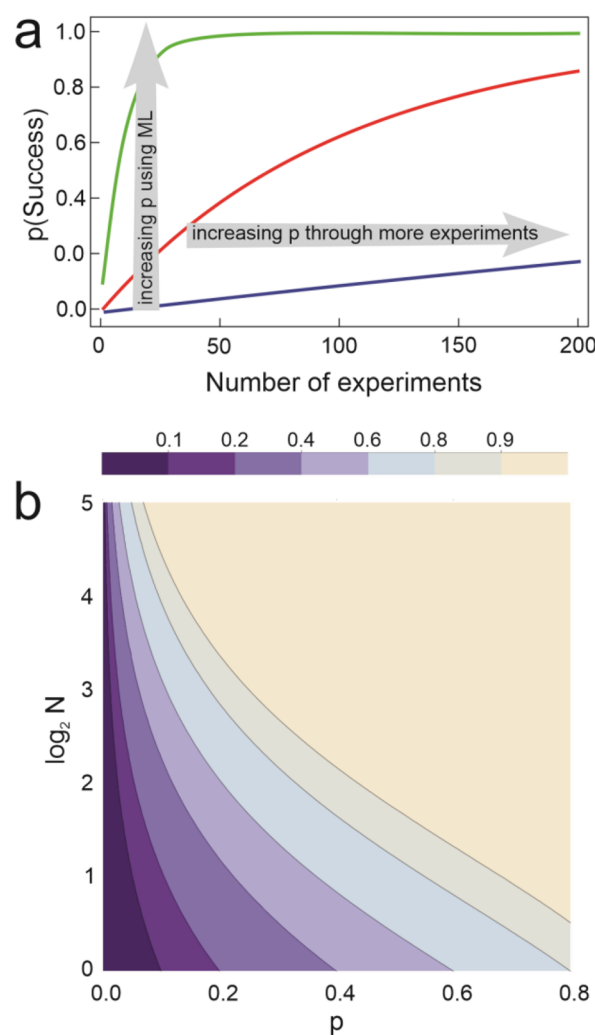 a
1.0
0.8
0.6
0.4
0.0
0.0
p(Success)
increasing p using ML
increasing p through more experiments
0
50
100
150
200
Number of experiments
0.1 0.2 0.4 0.6 0.8 0.9
b
5
4
3
2
1
0
log₂ N
0.0 0.2 0.4 0.6 0.8
p